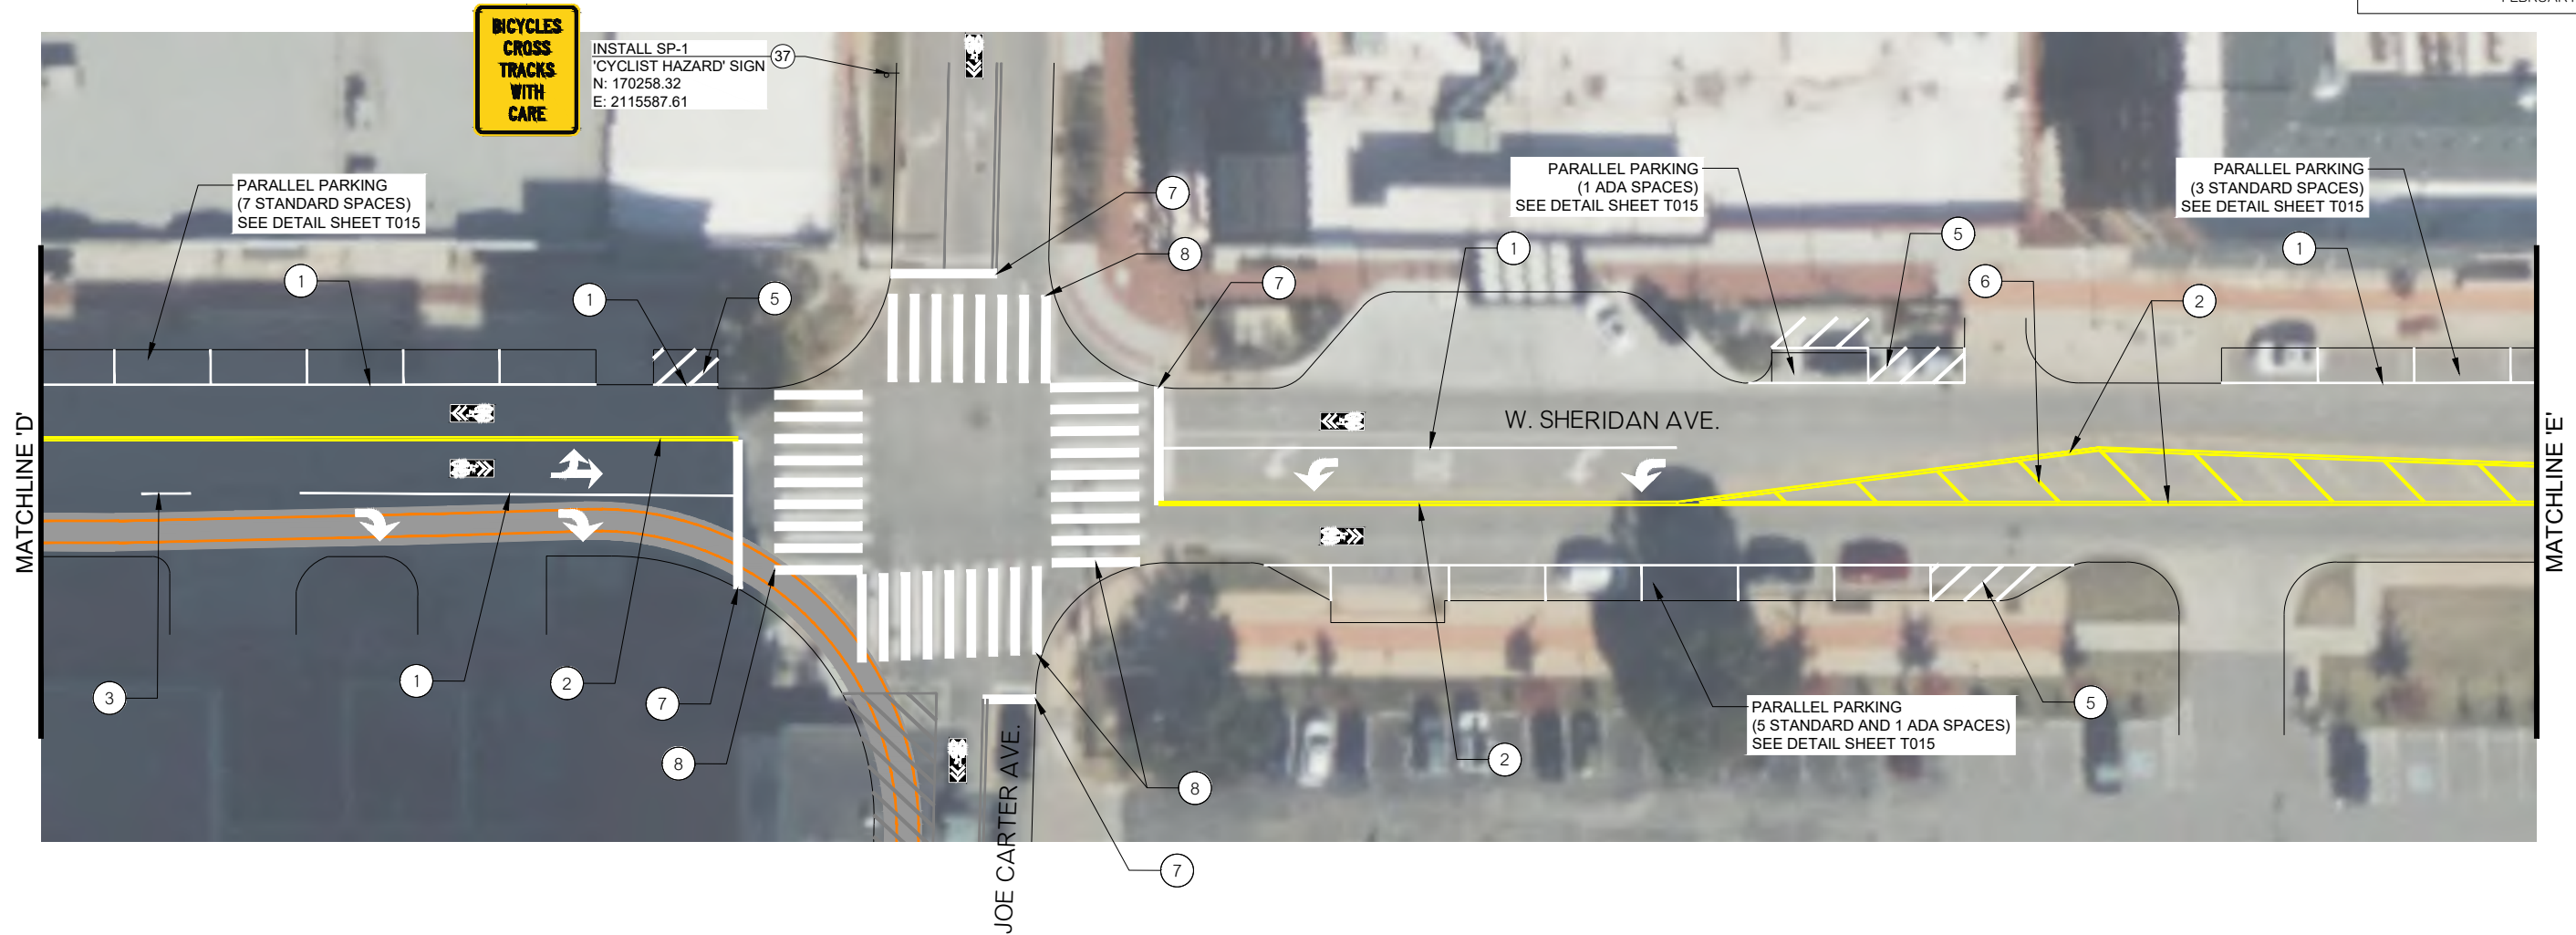 BICYCLES
CROSS
TRACKS
WITH
CARE
INSTALL SP-1
'CYCLIST HAZARD' SIGN
N: 170258.32
E: 2115587.61
37
PARALLEL PARKING
(7 STANDARD SPACES)
SEE DETAIL SHEET T015
7
8
7
1
PARALLEL PARKING
(1 ADA SPACES)
SEE DETAIL SHEET T015
5
6
2
PARALLEL PARKING
(3 STANDARD SPACES)
SEE DETAIL SHEET T015
1
1
1
5
W. SHERIDAN AVE.
MATCHLINE 'D'
MATCHLINE 'E'
3
1
2
7
8
JOE CARTER AVE.
8
7
2
PARALLEL PARKING
(5 STANDARD AND 1 ADA SPACES)
SEE DETAIL SHEET T015
5